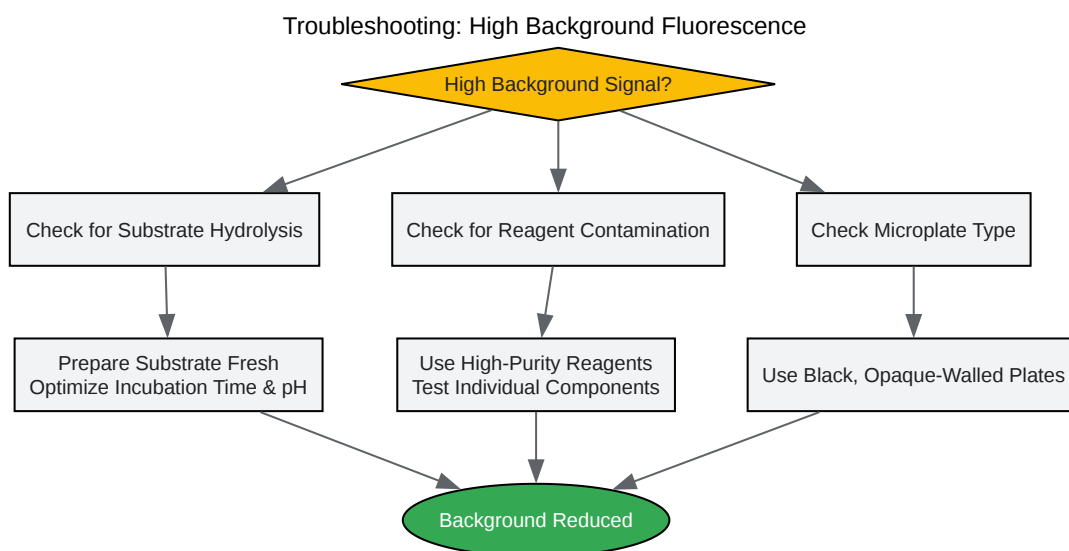 Troubleshooting: High Background Fluorescence
High Background Signal?
Check for Substrate Hydrolysis
Check for Reagent Contamination
Check Microplate Type
Prepare Substrate Fresh
Optimize Incubation Time & pH
Use High-Purity Reagents
Test Individual Components
Use Black, Opaque-Walled Plates
Background Reduced